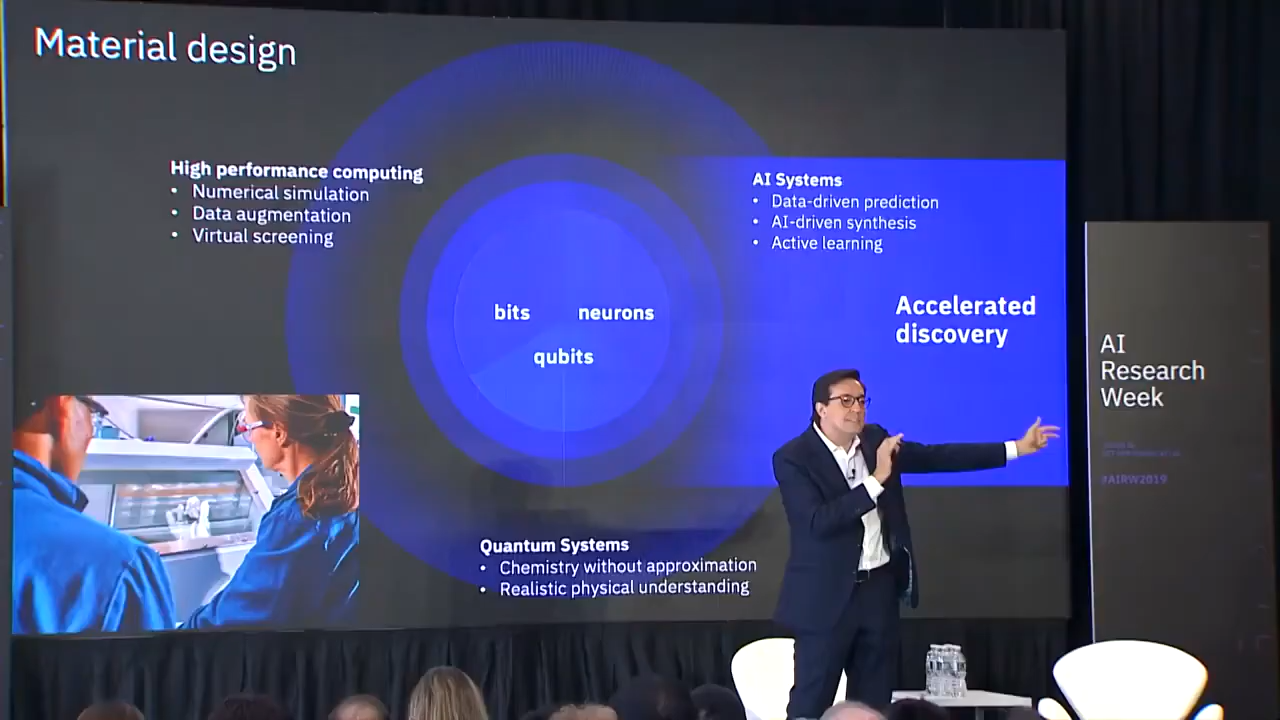 Material design
High performance computing
• Numerical simulation
• Data augmentation
• Virtual screening
AI Systems
• Data-driven prediction
• AI-driven synthesis
• Active learning
bits
neurons
qubits
Accelerated
discovery
Quantum Systems
• Chemistry without approximation
• Realistic physical understanding
AI
Research
Week
#AIRW2019